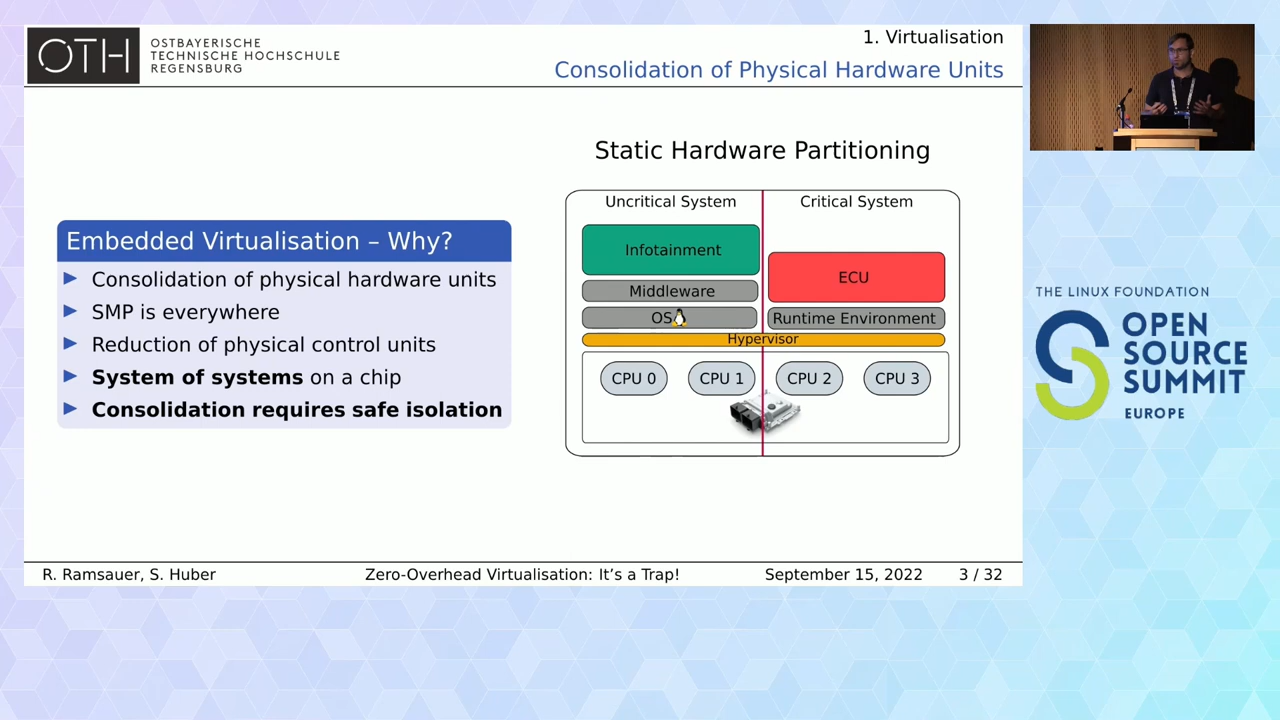 OTH
OSTBAYERISCHE
TECHNISCHE HOCHSCHULE
REGENSBURG
1. Virtualisation
Consolidation of Physical Hardware Units
Embedded Virtualisation – Why?
Consolidation of physical hardware units
SMP is everywhere
Reduction of physical control units
System of systems on a chip
Consolidation requires safe isolation
Static Hardware Partitioning
Uncritical System
Critical System
Infotainment
ECU
Middleware
OS
Runtime Environment
Hypervisor
CPU 0
CPU 1
CPU 2
CPU 3
R. Ramsauer, S. Huber
Zero-Overhead Virtualisation: It’s a Trap!
September 15, 2022
3 / 32
THE LINUX FOUNDATION
OPEN
SOURCE
SUMMIT
EUROPE